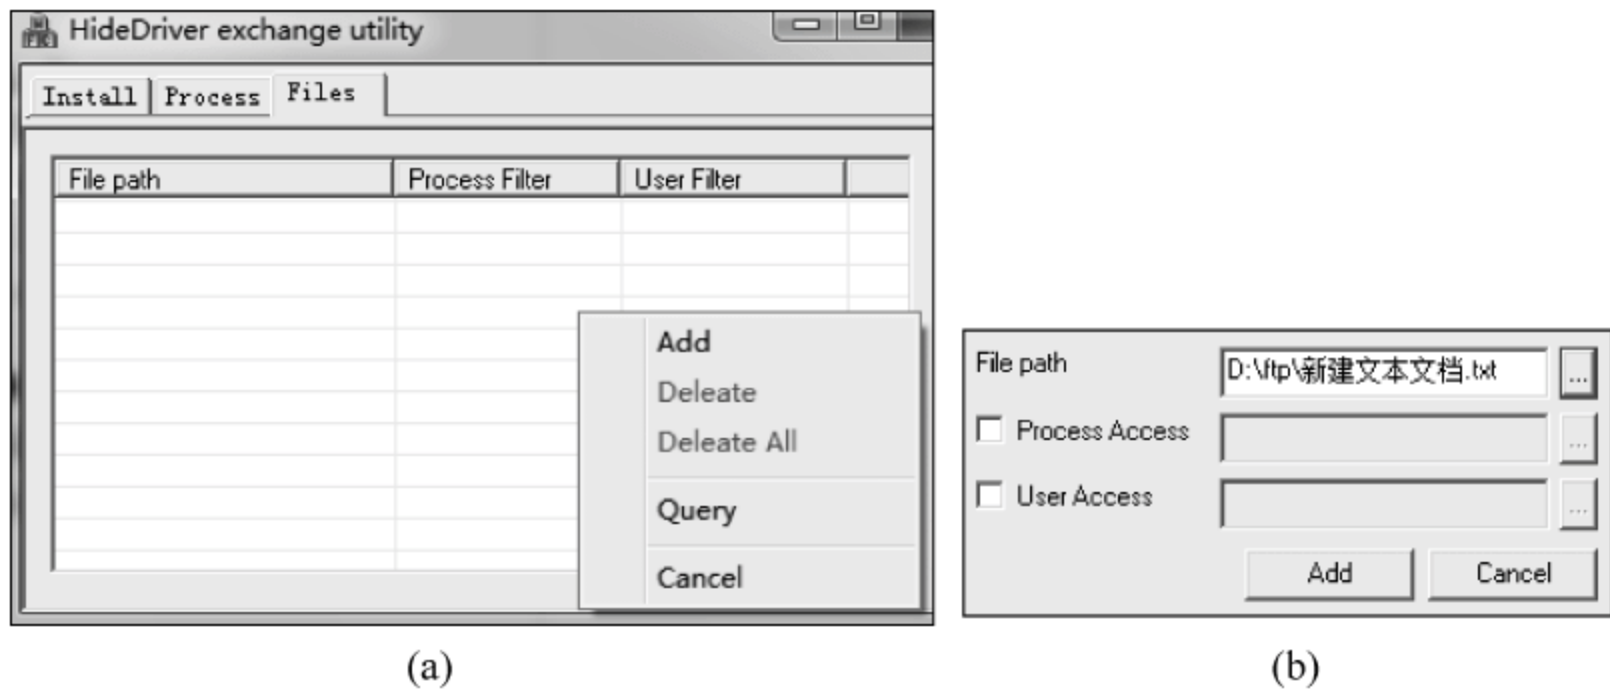 HideDriver exchange utility
Install Process Files
File path Process Filter User Filter
Add
Deleate
Deleate All
Query
Cancel
File path D:\ftp\新建文本文档.txt ...
Process Access ...
User Access ...
Add Cancel
(a) (b)